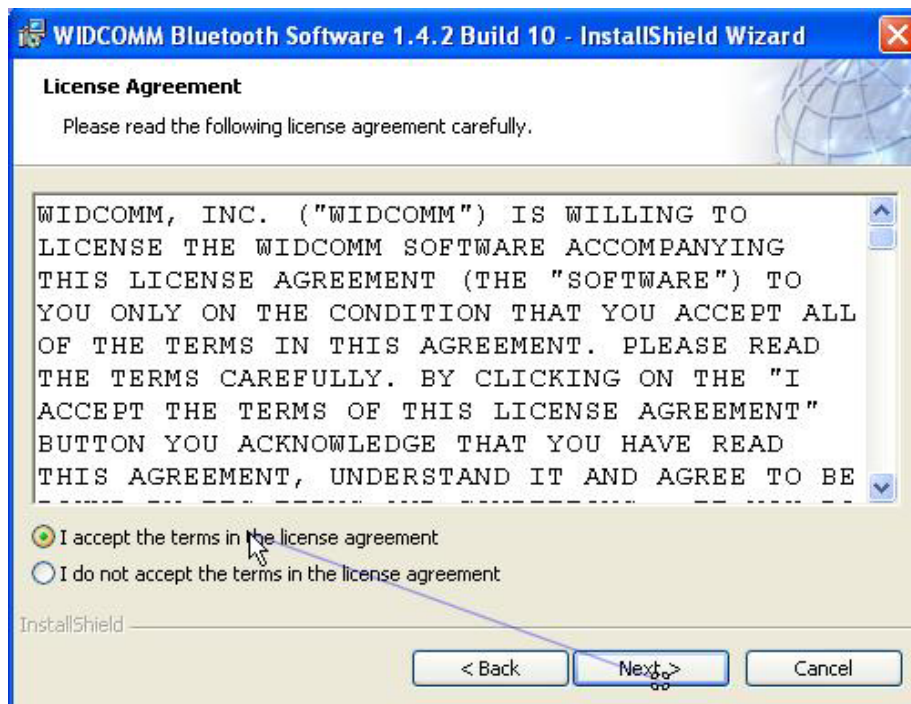 WIDCOMM Bluetooth Software 1.4.2 Build 10 - InstallShield Wizard
License Agreement
Please read the following license agreement carefully.
WIDCOMM, INC. ("WIDCOMM") IS WILLING TO
LICENSE THE WIDCOMM SOFTWARE ACCOMPANYING
THIS LICENSE AGREEMENT (THE "SOFTWARE") TO
YOU ONLY ON THE CONDITION THAT YOU ACCEPT ALL
OF THE TERMS IN THIS AGREEMENT. PLEASE READ
THE TERMS CAREFULLY. BY CLICKING ON THE "I
ACCEPT THE TERMS OF THIS LICENSE AGREEMENT"
BUTTON YOU ACKNOWLEDGE THAT YOU HAVE READ
THIS AGREEMENT, UNDERSTAND IT AND AGREE TO BE
I accept the terms in the license agreement
I do not accept the terms in the license agreement
InstallShield
< Back Next > Cancel